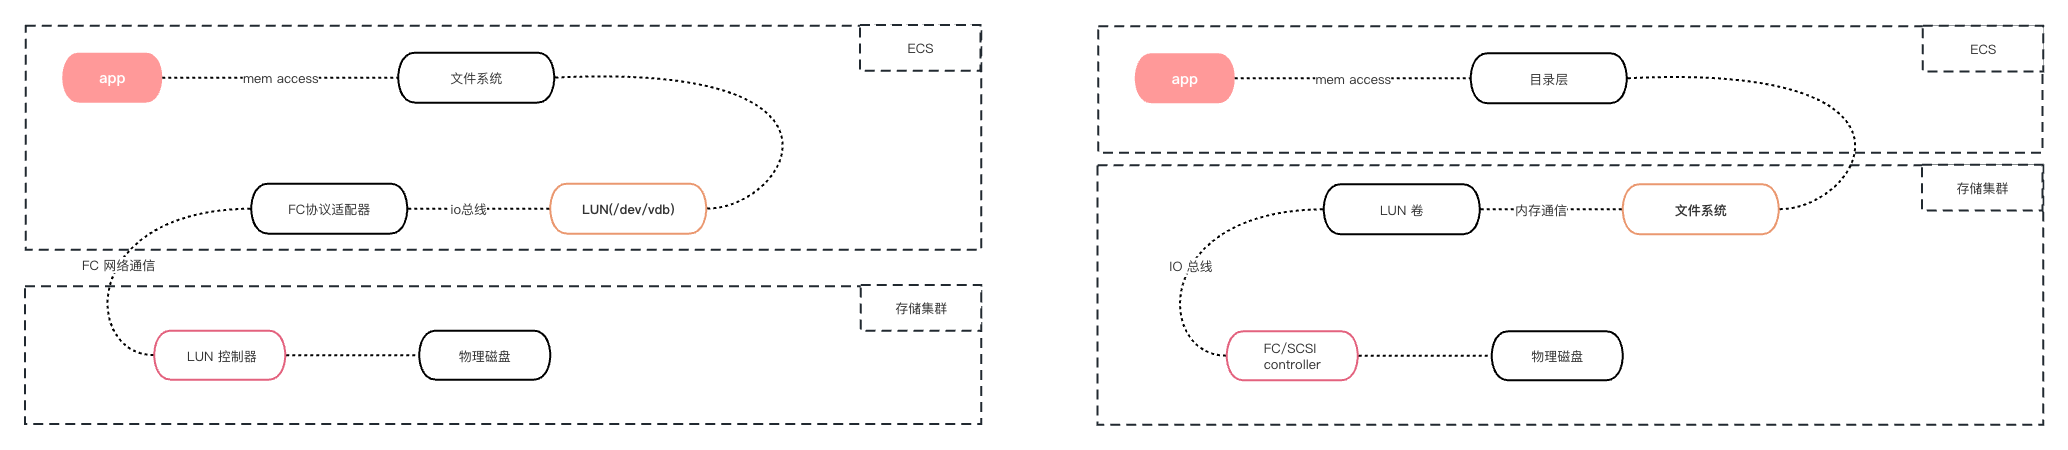 ECS
app
mem access
文件系统
FC协议适配器
io总线
LUN(/dev/vdb)
FC 网络通信
存储集群
LUN 控制器
物理磁盘
ECS
app
mem access
目录层
存储集群
LUN 卷
内存通信
文件系统
IO 总线
FC/SCSI
controller
物理磁盘